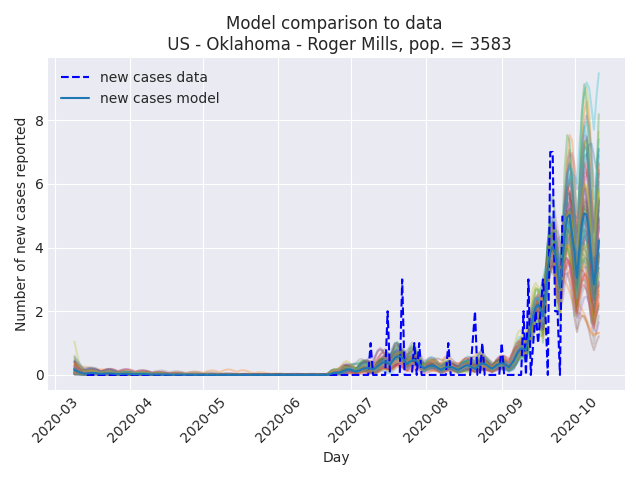 Model comparison to data
US - Oklahoma - Roger Mills, pop. = 3583
new cases data
new cases model
Number of new cases reported
8
6
4
2
0
2020-03
2020-04
2020-05
2020-06
2020-07
2020-08
2020-09
2020-10
Day